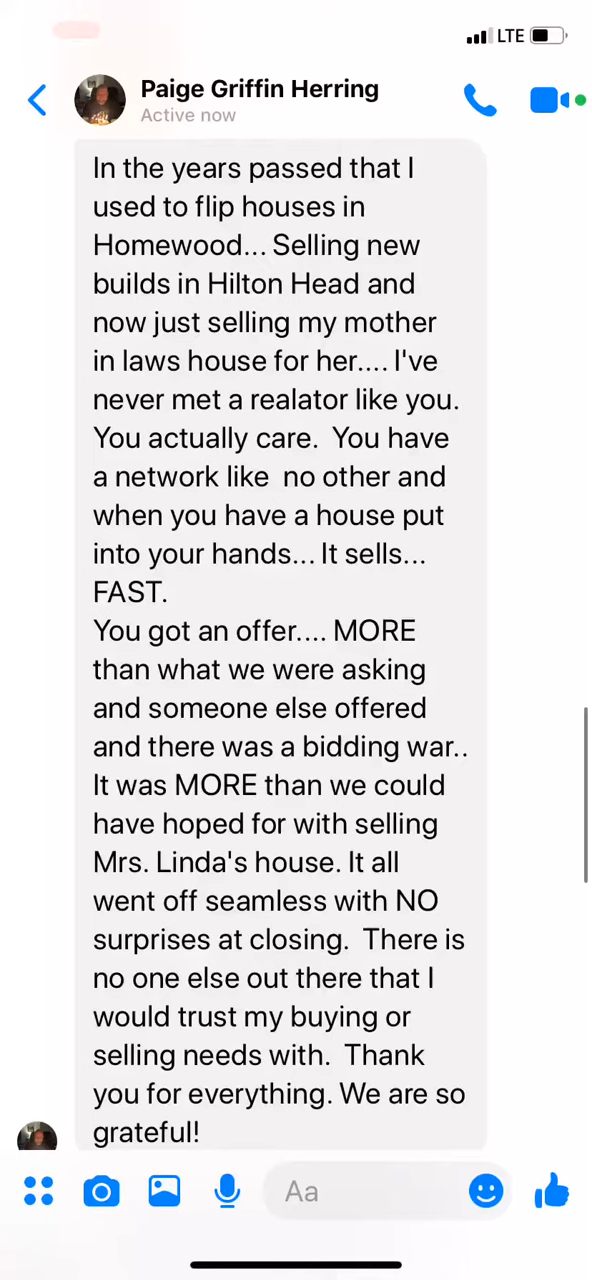 LTE
Paige Griffin Herring
Active now
In the years passed that I
used to flip houses in
Homewood... Selling new
builds in Hilton Head and
now just selling my mother
in laws house for her.... I've
never met a realator like you.
You actually care.  You have
a network like  no other and
when you have a house put
into your hands... It sells...
FAST.
You got an offer.... MORE
than what we were asking
and someone else offered
and there was a bidding war..
It was MORE than we could
have hoped for with selling
Mrs. Linda's house. It all
went off seamless with NO
surprises at closing.  There is
no one else out there that I
would trust my buying or
selling needs with.  Thank
you for everything. We are so
grateful!
Aa